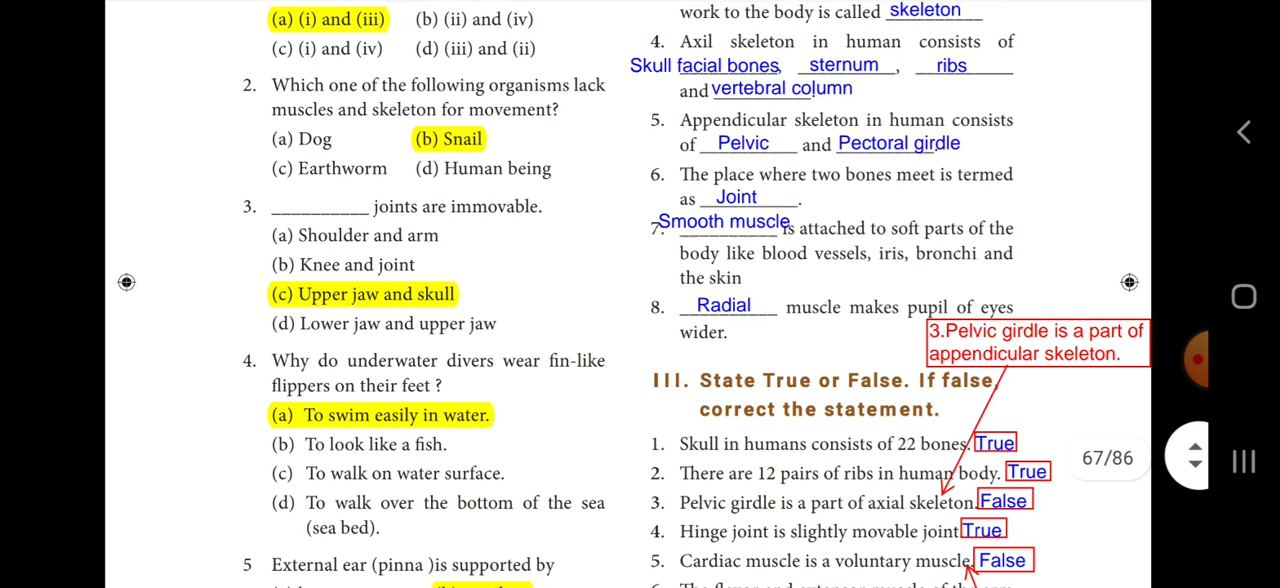 (a) (i) and (iii) (b) (ii) and (iv)
(c) (i) and (iv) (d) (iii) and (ii)
2. Which one of the following organisms lack
muscles and skeleton for movement?
(a) Dog (b) Snail
(c) Earthworm (d) Human being
3. __________ joints are immovable.
(a) Shoulder and arm
(b) Knee and joint
(c) Upper jaw and skull
(d) Lower jaw and upper jaw
4. Why do underwater divers wear fin-like
flippers on their feet ?
(a) To swim easily in water.
(b) To look like a fish.
(c) To walk on water surface.
(d) To walk over the bottom of the sea
(sea bed).
5 External ear (pinna )is supported by
work to the body is called skeleton
4. Axil skeleton in human consists of
Skull facial bones, sternum, ribs
and vertebral column.
5. Appendicular skeleton in human consists
of Pelvic and Pectoral girdle.
6. The place where two bones meet is termed
as Joint.
7. Smooth muscle is attached to soft parts of the
body like blood vessels, iris, bronchi and
the skin
8. Radial muscle makes pupil of eyes
wider.
3.Pelvic girdle is a part of
appendicular skeleton.
III. State True or False. If false,
correct the statement.
1. Skull in humans consists of 22 bones. True
2. There are 12 pairs of ribs in human body. True
3. Pelvic girdle is a part of axial skeleton. False
4. Hinge joint is slightly movable joint. True
5. Cardiac muscle is a voluntary muscle. False
67/86